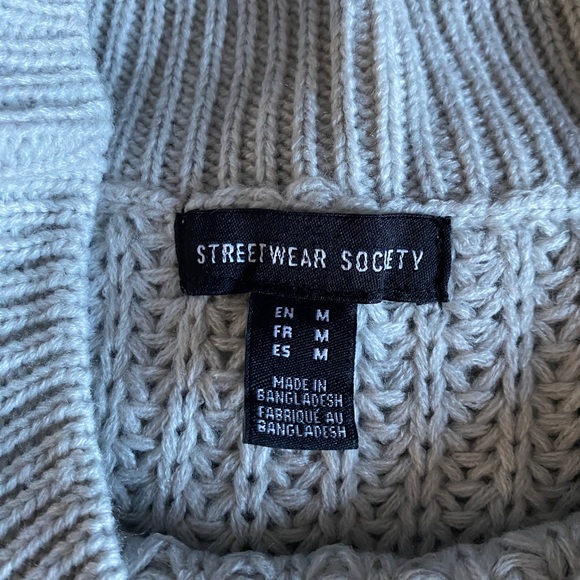 STREETWEAR SOCIETY
EN M
FR M
ES M
MADE IN
BANGLADESH
FABRIQUÉ AU
BANGLADESH